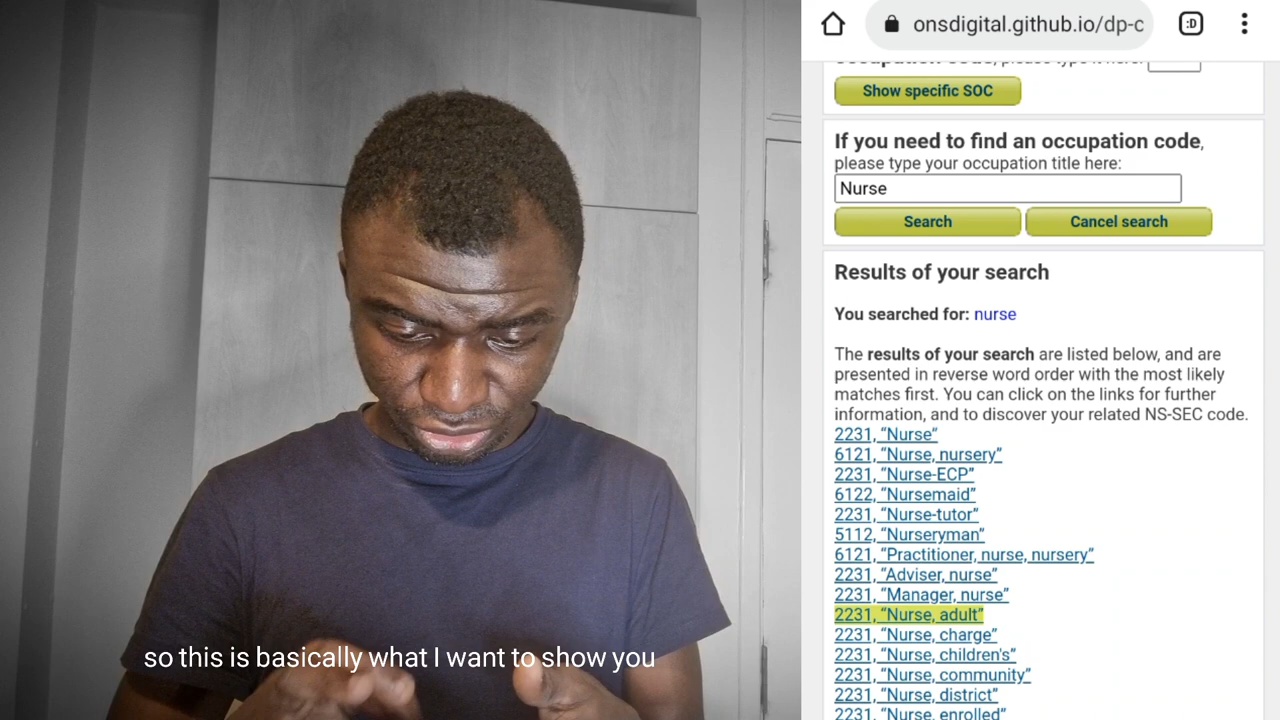 so this is basically what I want to show you
onsdigital.github.io/dp-c
:D
occupation code, please type it here:
Show specific SOC
If you need to find an occupation code,
please type your occupation title here:
Nurse
Search
Cancel search
Results of your search
You searched for: nurse
The results of your search are listed below, and are
presented in reverse word order with the most likely
matches first. You can click on the links for further
information, and to discover your related NS-SEC code.
2231, “Nurse”
6121, “Nurse, nursery”
2231, “Nurse-ECP”
6122, “Nursemaid”
2231, “Nurse-tutor”
5112, “Nurseryman”
6121, “Practitioner, nurse, nursery”
2231, “Adviser, nurse”
2231, “Manager, nurse”
2231, “Nurse, adult”
2231, “Nurse, charge”
2231, “Nurse, children's”
2231, “Nurse, community”
2231, “Nurse, district”
2231, “Nurse, enrolled”